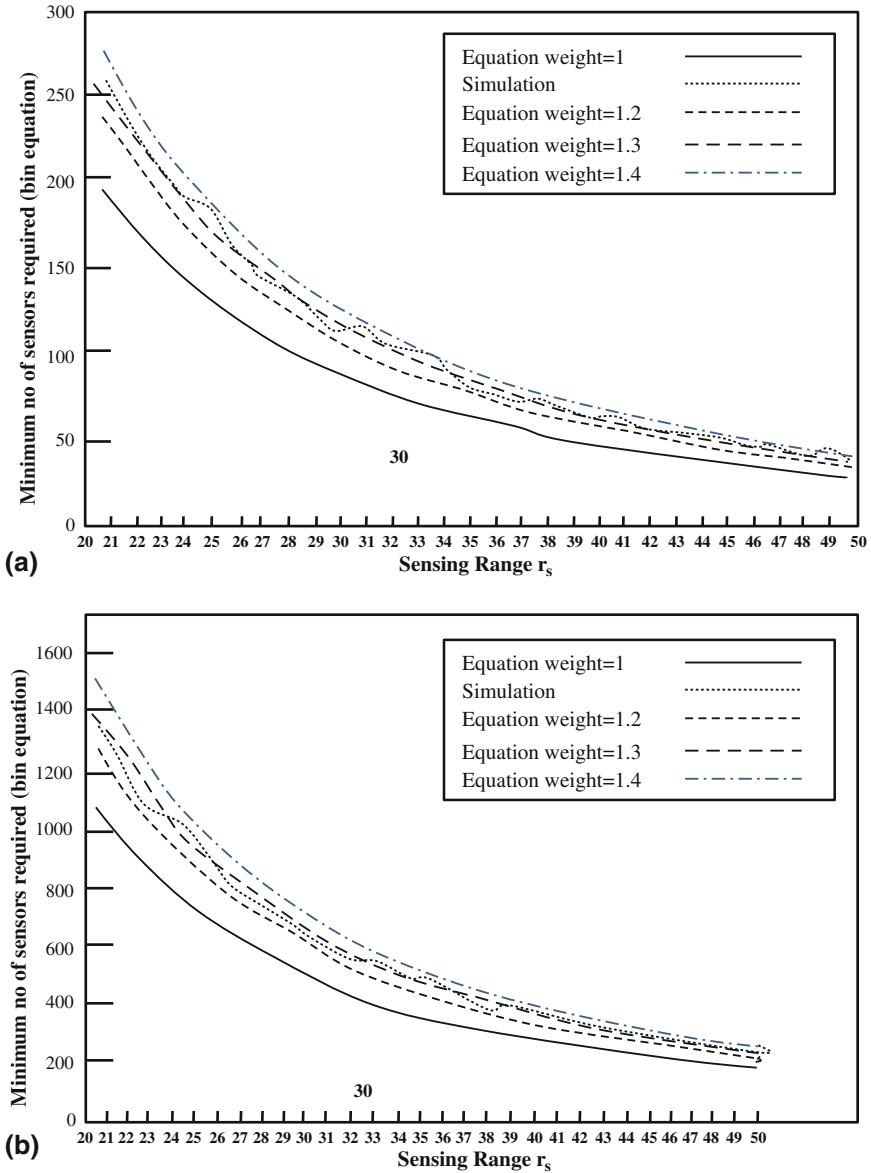 300
250
200
150
100
50
0
Minimum no of sensors required (bin equation)
Equation weight=1
Simulation
Equation weight=1.2
Equation weight=1.3
Equation weight=1.4
30
20 21 22 23 24 25 26 27 28 29 30 31 32 33 34 35 36 37 39 40 41 42 43 44 45 46 47 48 49 50
(a)
Sensing Range rs
1600
1400
1200
1000
800
600
400
200
0
Minimum no of sensors required (bin equation)
Equation weight=1
Simulation
Equation weight=1.2
Equation weight=1.3
Equation weight=1.4
30
20 21 22 23 24 26 27 28 29 30 31 32 33 34 35 36 37 38 39 40 41 42 43 44 45 46 47 48 49 50
(b)
Sensing Range rs